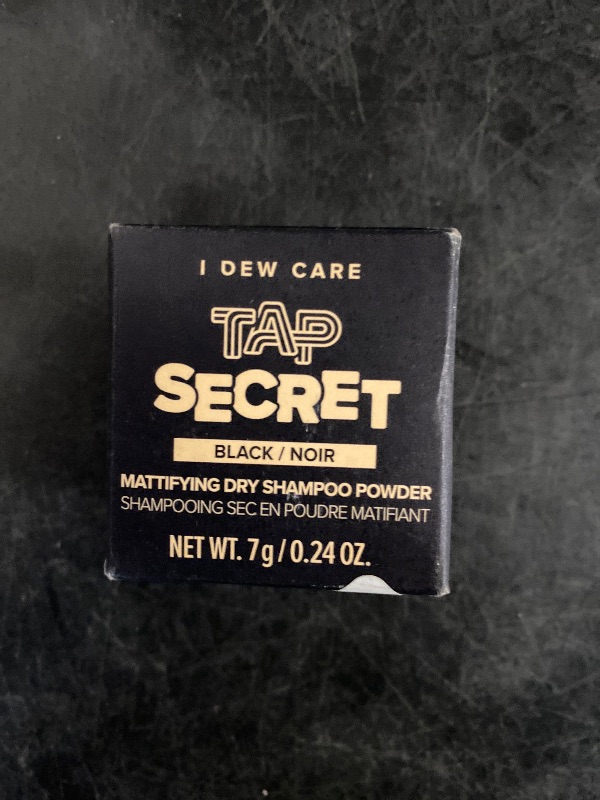 I DEW CARE
TAP
SECRET
BLACK / NOIR
MATTIFYING DRY SHAMPOO POWDER
SHAMPOOING SEC EN POUDRE MATIFIANT
NET WT. 7g / 0.24 OZ.